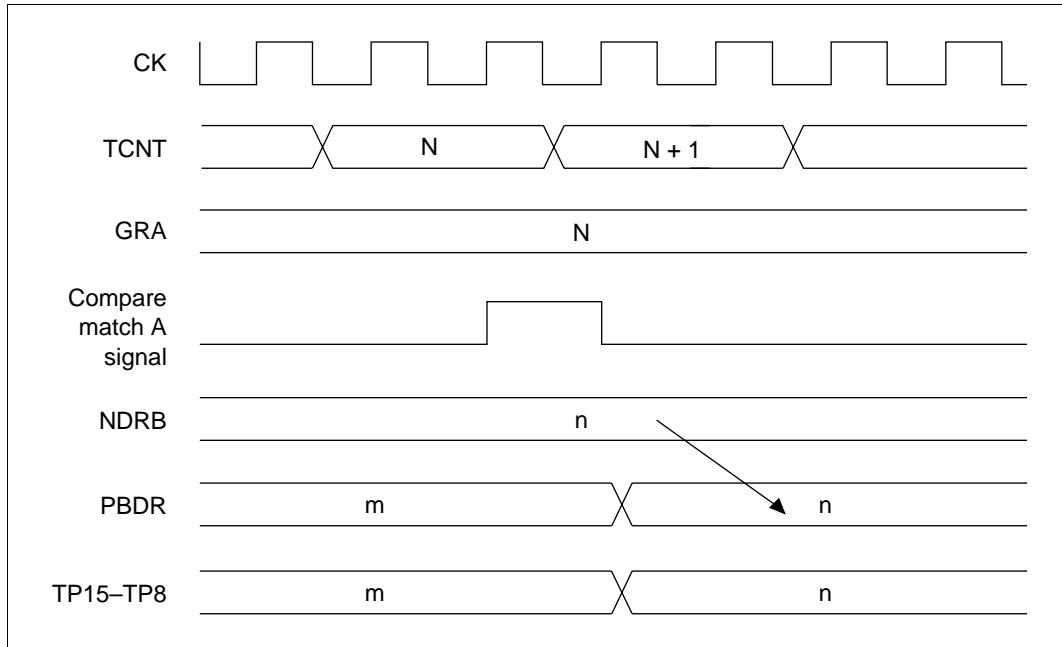 CK
TCNT
N
N + 1
GRA
N
Compare
match A
signal
NDRB
n
PBDR
m
n
TP15–TP8
m
n